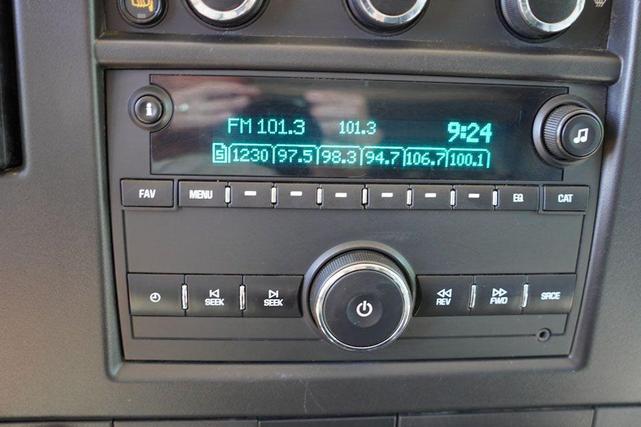 i
FM 101.3 101.3 9:24
5 1230 97.5 98.3 94.7 106.7 100.1
FAV MENU EQ CAT
SEEK SEEK REV FWD SRCE